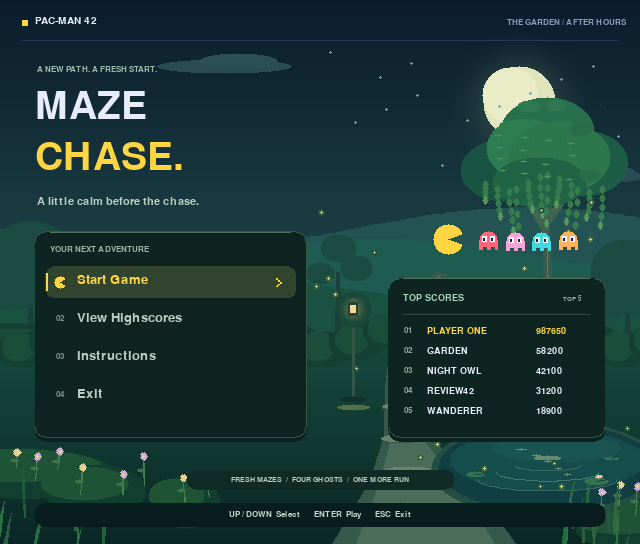 PAC-MAN 42
THE GARDEN / AFTER HOURS
A NEW PATH. A FRESH START.
MAZE
CHASE.
A little calm before the chase.
YOUR NEXT ADVENTURE
Start Game
02 View Highscores
03 Instructions
04 Exit
TOP SCORES TOP 5
01 PLAYER ONE 987650
02 GARDEN 58200
03 NIGHT OWL 42100
04 REVIEW42 31200
05 WANDERER 18900
FRESH MAZES / FOUR GHOSTS / ONE MORE RUN
UP/DOWN Select ENTER Play ESC Exit